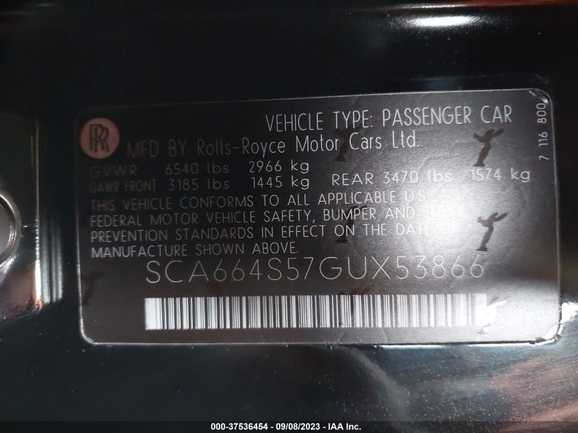 VEHICLE TYPE: PASSENGER CAR
RR
MFD BY Rolls-Royce Motor Cars Ltd.
GVWR 6540 lbs 2966 kg
GAWR FRONT 3185 lbs 1445 kg REAR 3470 lbs 1574 kg
THIS VEHICLE CONFORMS TO ALL APPLICABLE US
FEDERAL MOTOR VEHICLE SAFETY, BUMPER AND
PREVENTION STANDARDS IN EFFECT ON THE DA
MANUFACTURE SHOWN ABOVE.
SCA664S57GUX53866
7 116 800
000-37536454 - 09/08/2023 - IAA Inc.